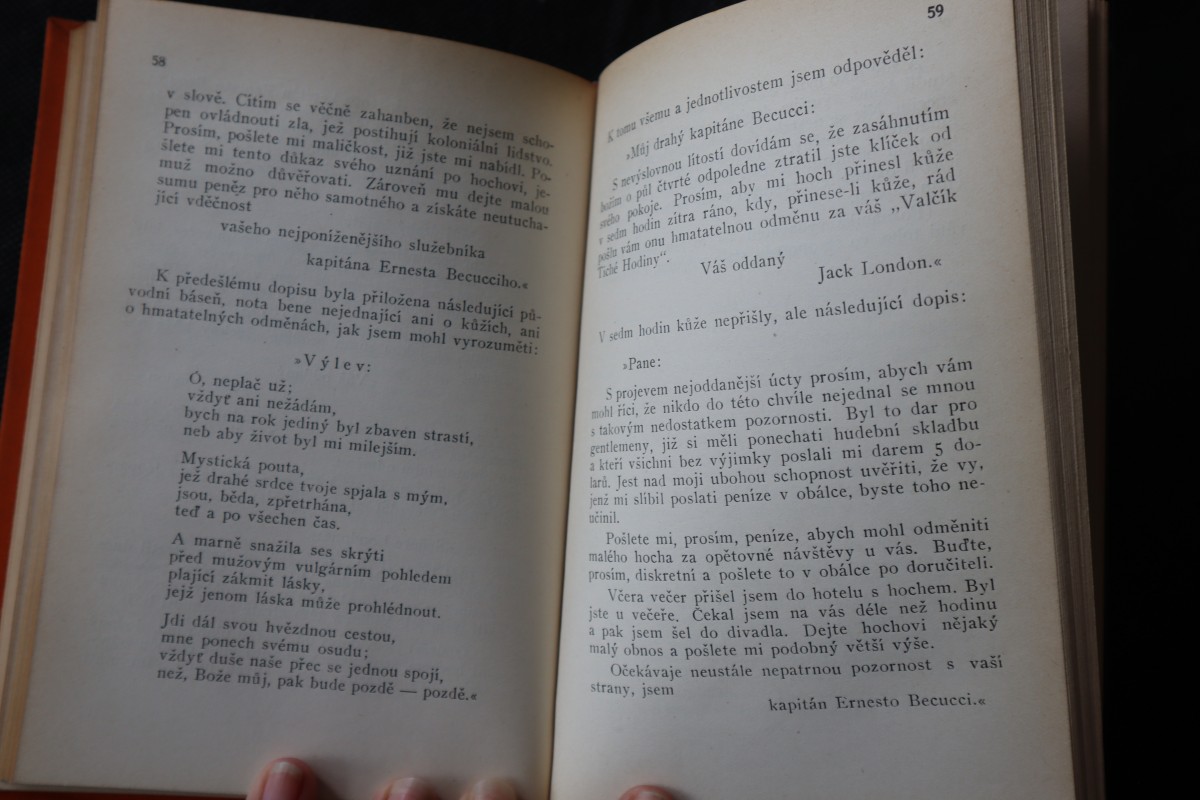 58
v slově. Cítím se věčně zahanben, že nejsem scho-
pen ovládnouti zla, jež postihují koloniální lidstvo.
Prosím, pošlete mi maličkost, již jste mi nabídl. Po-
šlete mi tento důkaz svého uznání po hochovi, je-
muž možno důvěřovati. Zároveň mu dejte malou
sumu peněz pro něho samotného a získáte neutucha-
jící vděčnost
vašeho nejponíženějšího služebníka
kapitána Ernesta Becucciho.«
K předešlému dopisu byla přiložena následující pů-
vodní báseň, nota bene nejednající ani o kůžích, ani
o hmatatelných odměnách, jak jsem mohl vyrozuměti:
»Výlev:
Ó, neplač už;
vždyť ani nežádám,
bych na rok jediný byl zbaven strastí,
neb aby život byl mi milejším.
Mystická pouta,
jež drahé srdce tvoje spjala s mým,
jsou, běda, zpřetrhána,
teď a po všechen čas.
A marně snažila ses skrýti
před mužovým vulgárním pohledem
plající zákmit lásky,
jejž jenom láska může prohlédnout.
Jdi dál svou hvězdnou cestou,
mne ponech svému osudu;
vždyť duše naše přec se jednou spojí,
než, Bože můj, pak bude pozdě — pozdě.«
59
K tomu všemu a jednotlivostem jsem odpověděl:
»Můj drahý kapitáne Becucci:
S nevýslovnou lítostí dovídám se, že zasáhnutím
božím o půl čtvrté odpoledne ztratil jste klíček od
svého pokoje. Prosím, aby mi hoch přinesl kůže
v sedm hodin zítra ráno, kdy, přinese-li kůže, rád
pošlu vám onu hmatatelnou odměnu za váš „Valčík
Tiché Hodiny“.
Váš oddaný
Jack London.«
V sedm hodin kůže nepřišly, ale následující dopis:
»Pane:
S projevem nejoddanější úcty prosím, abych vám
mohl říci, že nikdo do této chvíle nejednal se mnou
s takovým nedostatkem pozornosti. Byl to dar pro
gentlemeny, již si měli ponechati hudební skladbu
a kteří všichni bez výjimky poslali mi darem 5 do-
larů. Jest nad moji ubohou schopnost uvěřiti, že vy,
jenž mi slíbil poslati peníze v obálce, byste toho ne-
učinil.
Pošlete mi, prosím, peníze, abych mohl odměniti
malého hocha za opětovné návštěvy u vás. Buďte,
prosím, diskretní a pošlete to v obálce po doručiteli.
Včera večer přišel jsem do hotelu s hochem. Byl
jste u večeře. Čekal jsem na vás déle než hodinu
a pak jsem šel do divadla. Dejte hochovi nějaký
malý obnos a pošlete mi podobný větší výše.
Očekávaje neustále nepatrnou pozornost s vaší
strany, jsem
kapitán Ernesto Becucci.«